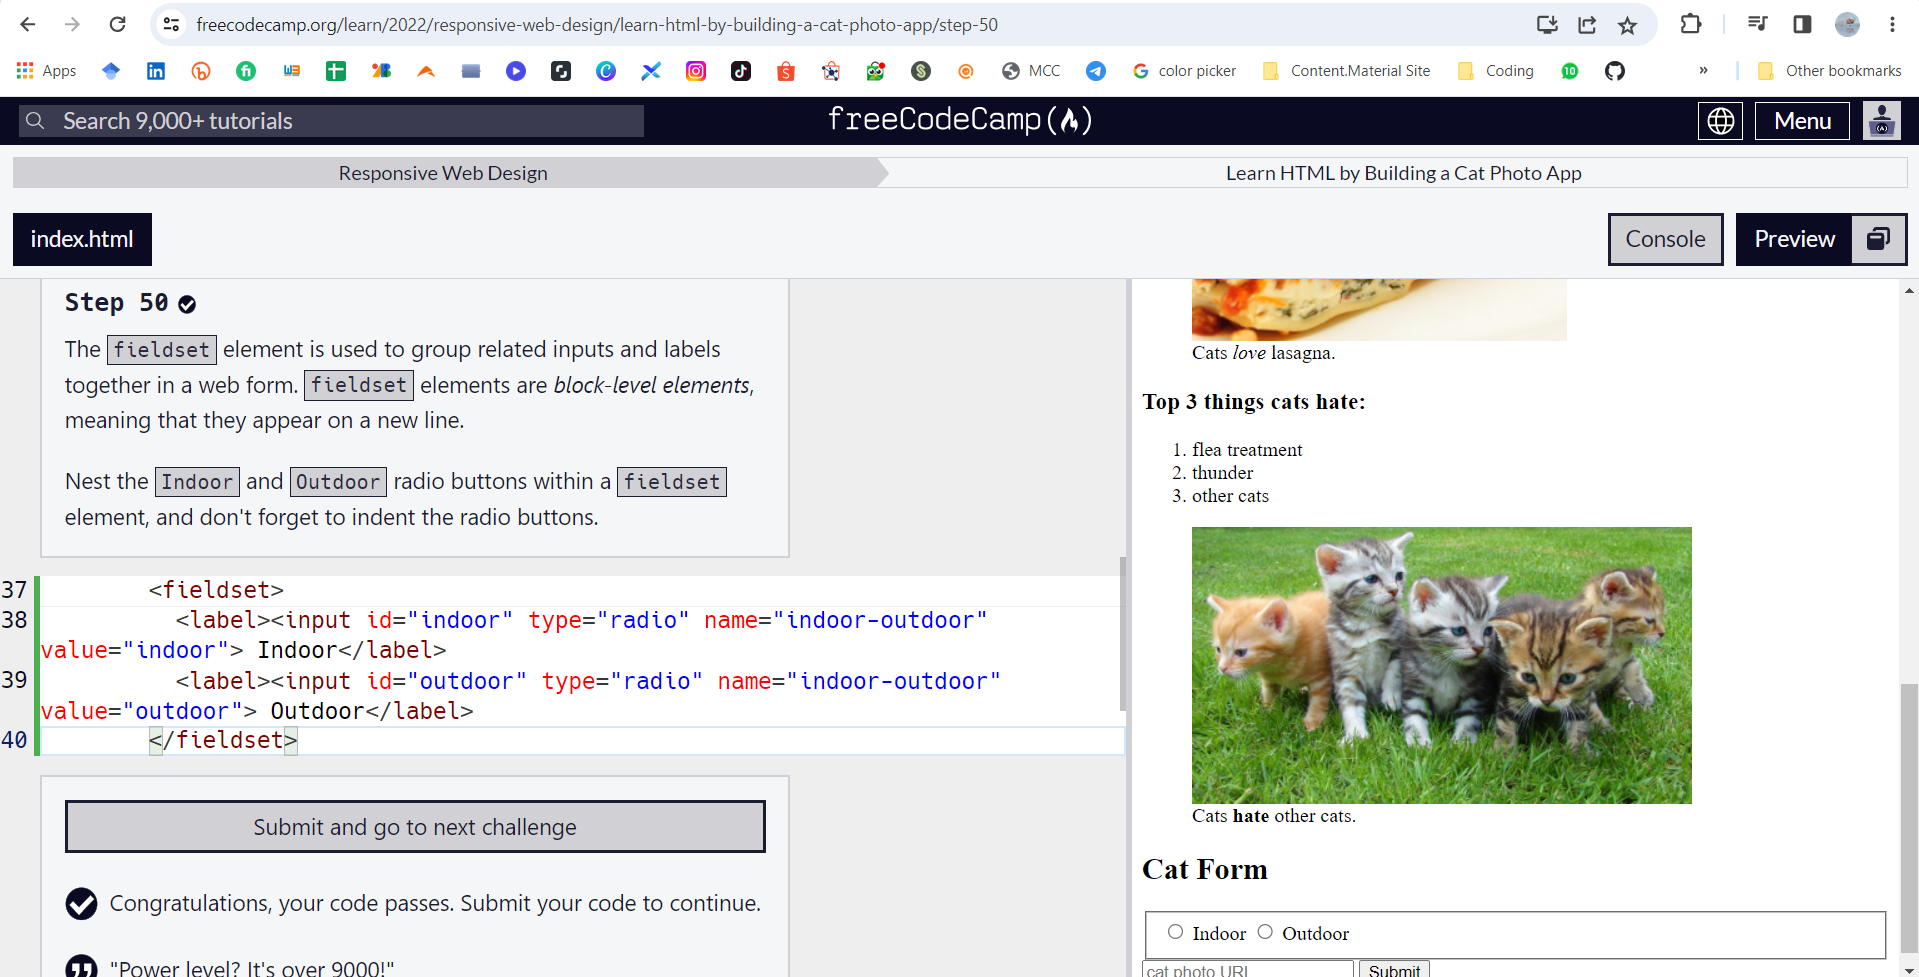 freecodecamp.org/learn/2022/responsive-web-design/learn-html-by-building-a-cat-photo-app/step-50
Apps
MCC
color picker
Content.Material Site
Coding
10
»
Other bookmarks
Search 9,000+ tutorials
freeCodeCamp
Menu
Responsive Web Design
Learn HTML by Building a Cat Photo App
index.html
Console
Preview
Step 50
The fieldset element is used to group related inputs and labels
together in a web form. fieldset elements are block-level elements,
meaning that they appear on a new line.
Nest the Indoor and Outdoor radio buttons within a fieldset
element, and don't forget to indent the radio buttons.
37 <fieldset>
38 <label><input id="indoor" type="radio" name="indoor-outdoor"
value="indoor"> Indoor</label>
39 <label><input id="outdoor" type="radio" name="indoor-outdoor"
value="outdoor"> Outdoor</label>
40 </fieldset>
Submit and go to next challenge
Congratulations, your code passes. Submit your code to continue.
"Power level? It's over 9000!"
Cats love lasagna.
Top 3 things cats hate:
1. flea treatment
2. thunder
3. other cats
Cats hate other cats.
Cat Form
Indoor Outdoor
cat photo URL Submit